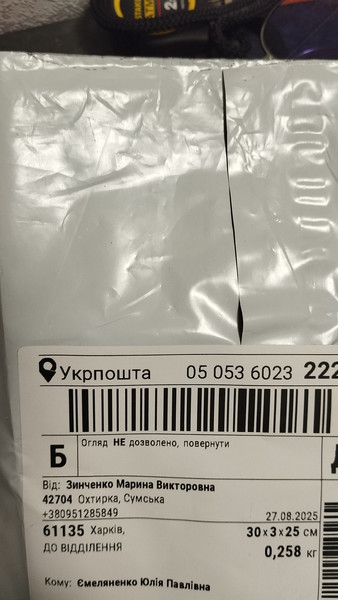 Укрпошта 05 053 6023 222
Б
Огляд НЕ дозволено, повернути
Від: Зинченко Марина Викторовна
42704 Охтирка, Сумська
+380951285849 27.08.2025
61135 Харків, 30 x 3 x 25 см
ДО ВІДДІЛЕННЯ 0,258 кг
Кому: Ємеляненко Юлія Павлівна